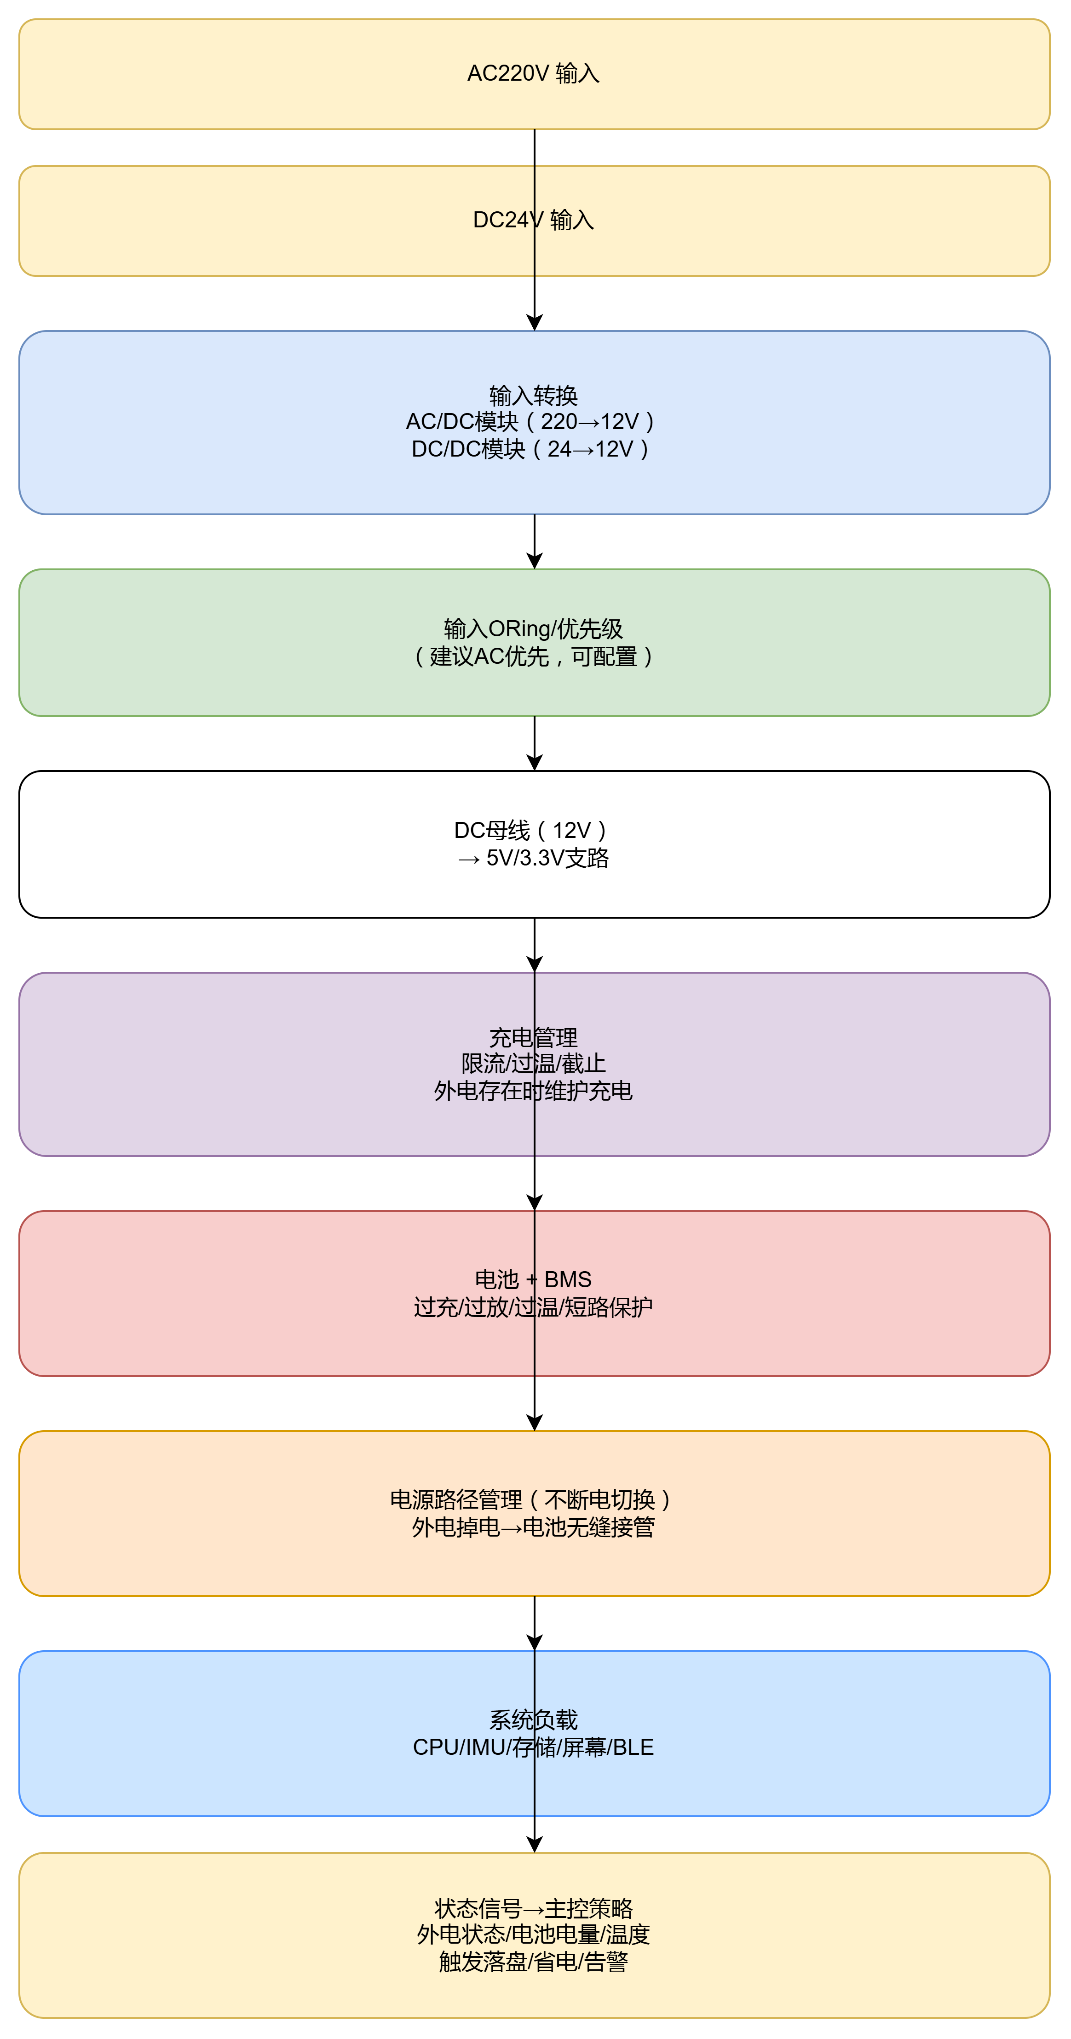 AC220V 输入
DC24V 输入
输入转换
AC/DC模块（220→12V）
DC/DC模块（24→12V）
输入ORing/优先级
（建议AC优先，可配置）
DC母线（12V）
→ 5V/3.3V支路
充电管理
限流/过温/截止
外电存在时维护充电
电池 + BMS
过充/过放/过温/短路保护
电源路径管理（不断电切换）
外电掉电→电池无缝接管
系统负载
CPU/IMU/存储/屏幕/BLE
状态信号→主控策略
外电状态/电池电量/温度
触发落盘/省电/告警